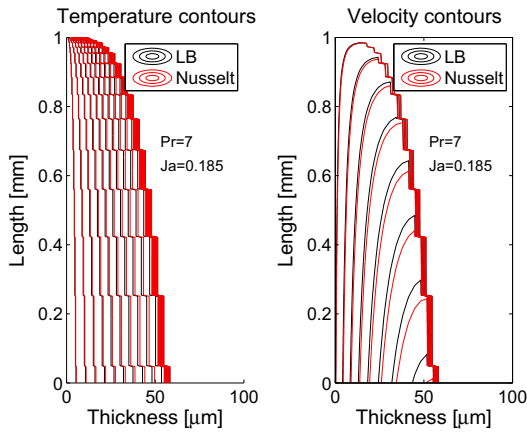 Temperature contours
Velocity contours
LB
Nusselt
LB
Nusselt
Pr=7
Ja=0.185
Pr=7
Ja=0.185
Length [mm]
Length [mm]
1
0.8
0.6
0.4
0.2
0
1
0.8
0.6
0.4
0.2
0
0
50
100
0
50
100
Thickness [μm]
Thickness [μm]